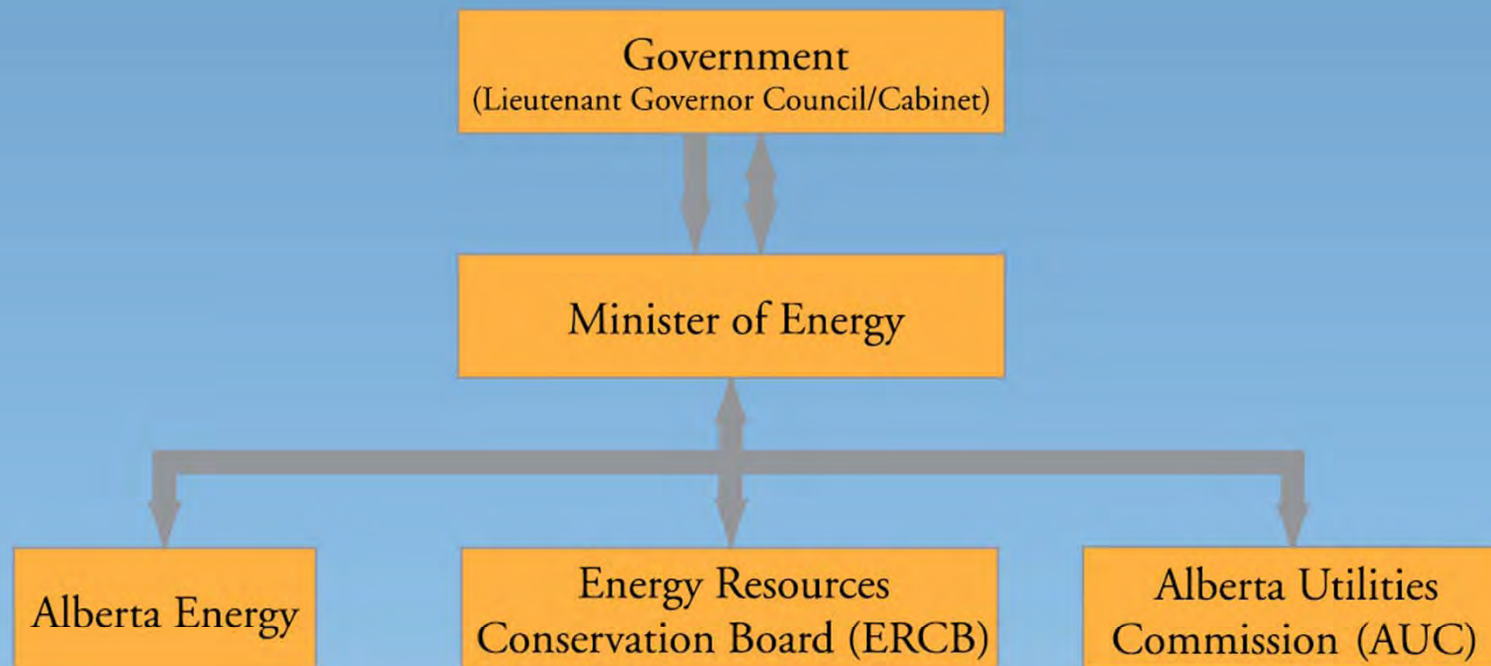 Government
(Lieutenant Governor Council/Cabinet)
Minister of Energy
Alberta Energy
Energy Resources
Conservation Board (ERCB)
Alberta Utilities
Commission (AUC)